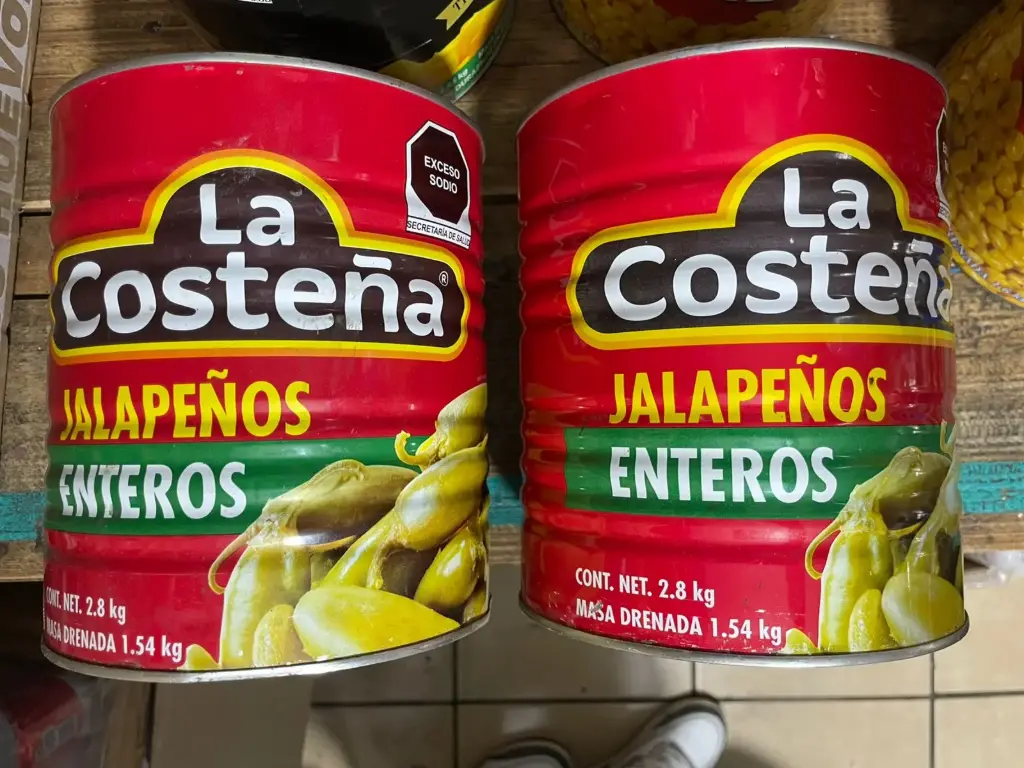 La
Costeña®
JALAPEÑOS
ENTEROS
CONT. NET. 2.8 kg
MASA DRENADA 1.54 kg
EXCESO
SODIO
SECRETARÍA DE SALUD
La
Costeña
JALAPEÑOS
ENTEROS
CONT. NET. 2.8 kg
MASA DRENADA 1.54 kg